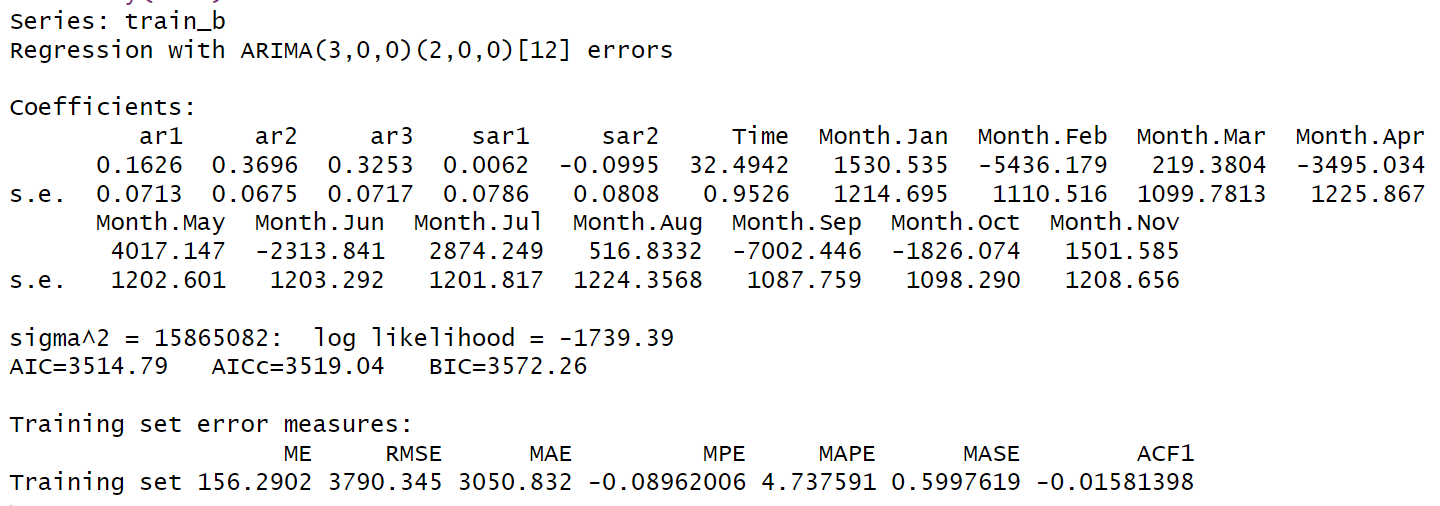 Series: train_b
Regression with ARIMA(3,0,0)(2,0,0)[12] errors
Coefficients:
ar1 ar2 ar3 sar1 sar2 Time Month.Jan Month.Feb Month.Mar Month.Apr
0.1626 0.3696 0.3253 0.0062 -0.0995 32.4942 1530.535 -5436.179 219.3804 -3495.034
s.e. 0.0713 0.0675 0.0717 0.0786 0.0808 0.9526 1214.695 1110.516 1099.7813 1225.867
Month.May Month.Jun Month.Jul Month.Aug Month.Sep Month.Oct Month.Nov
4017.147 -2313.841 2874.249 516.8332 -7002.446 -1826.074 1501.585
s.e. 1202.601 1203.292 1201.817 1224.3568 1087.759 1098.290 1208.656
sigma^2 = 15865082: log likelihood = -1739.39
AIC=3514.79 AICc=3519.04 BIC=3572.26
Training set error measures:
ME RMSE MAE MPE MAPE MASE ACF1
Training set 156.2902 3790.345 3050.832 -0.08962006 4.737591 0.5997619 -0.01581398